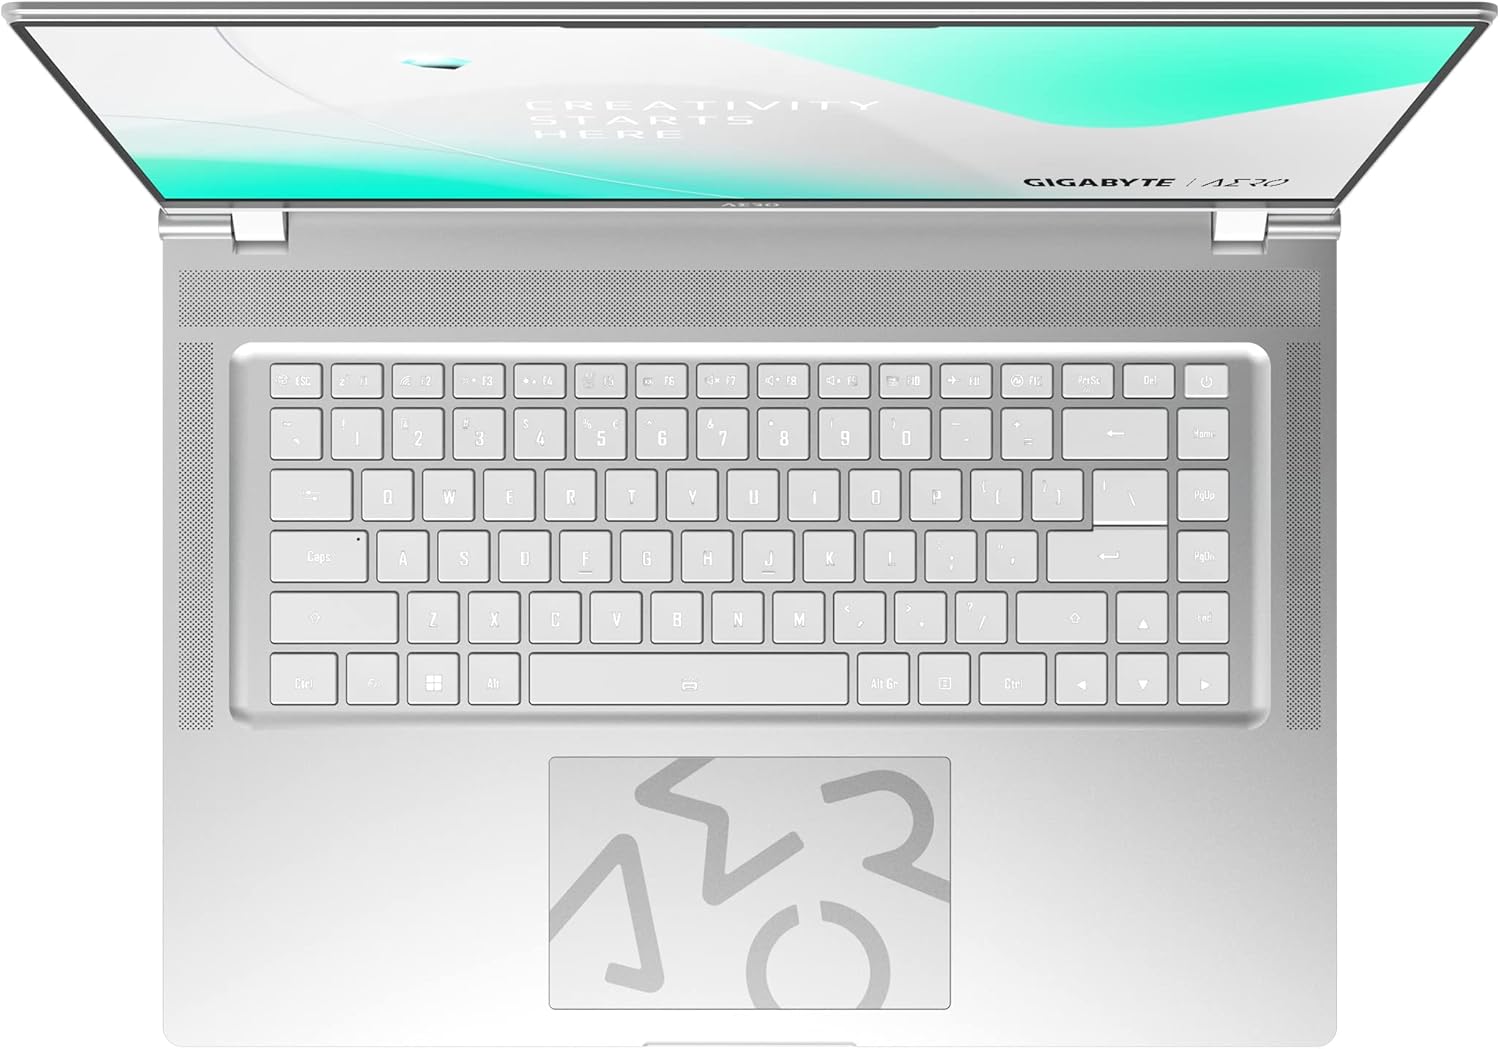 CREATIVITY
STARTS
HERE
GIGABYTE | AERO
AERO
ESC F1 F2 F3 F4 F5 F6 F7 F8 F9 F10 F11 F12 PrtSc Del
! @ # $ % € ^ & * ( ) _ +
` 1 2 3 4 5 6 7 8 9 0 - = Home
Q W E R T Y U I O P { [ } ] | \ PgUp
Caps A S D F G H J K L : ; " ' PgDn
Z X C V B N M < , > . ? / End
Ctrl Fn Alt Alt Gr Ctrl
AERO